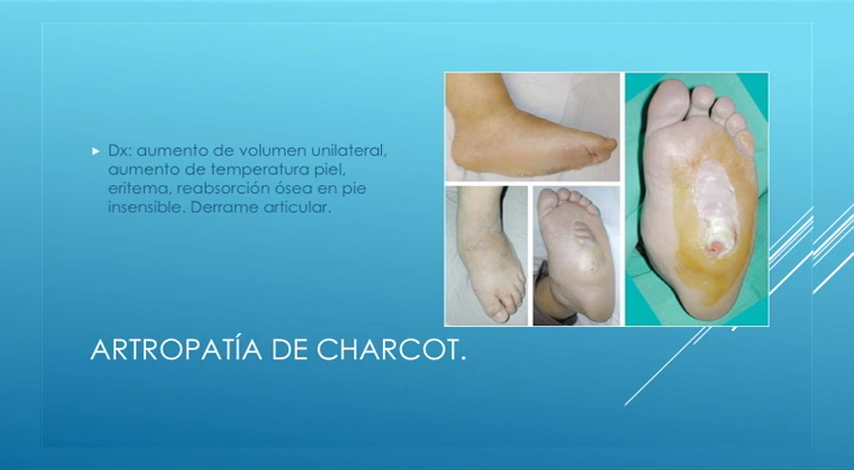 Dx: aumento de volumen unilateral,
aumento de temperatura piel,
eritema, reabsorción ósea en pie
insensible. Derrame articular.
ARTROPATÍA DE CHARCOT.